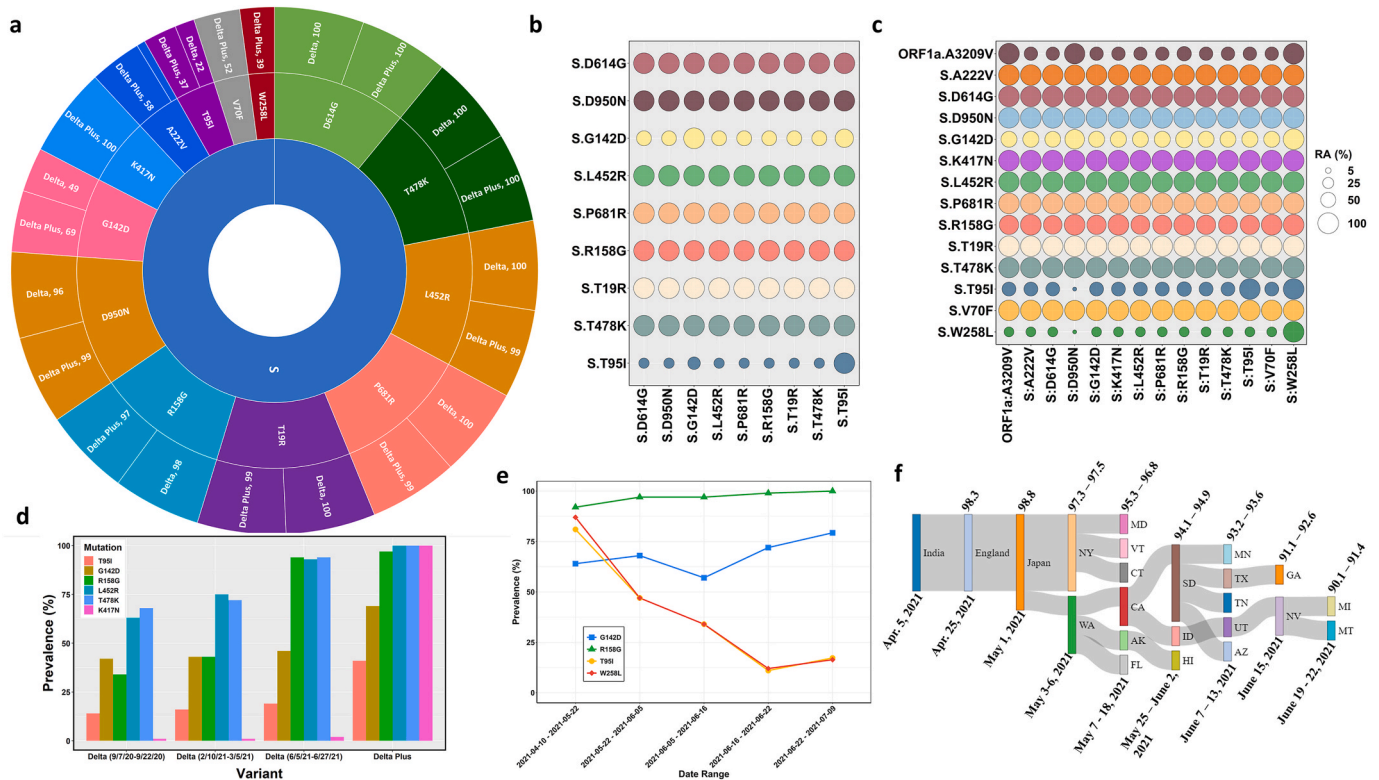 a
Delta, 100
Delta Plus, 100
D614G
Delta, 100
Delta Plus, 100
T478K
Delta, 100
Delta Plus, 99
L452R
Delta, 100
Delta Plus, 99
P681R
Delta, 100
Delta Plus, 99
T19R
Delta, 98
Delta Plus, 97
R158G
Delta Plus, 99
Delta, 96
D950N
Delta Plus, 69
Delta, 49
G142D
Delta Plus, 100
K417N
Delta Plus, 58
A222V
Delta Plus, 37
Delta, 22
T95I
Delta Plus, 52
V70F
Delta Plus, 39
W258L
S
b
S.D614G
S.D950N
S.G142D
S.L452R
S.P681R
S.R158G
S.T19R
S.T478K
S.T95I
S.D614G
S.D950N
S.G142D
S.L452R
S.P681R
S.R158G
S.T19R
S.T478K
S.T95I
c
ORF1a.A3209V
S.A222V
S.D614G
S.D950N
S.G142D
S.K417N
S.L452R
S.P681R
S.R158G
S.T19R
S.T478K
S.T95I
S.V70F
S.W258L
ORF1a:A3209V
S:A222V
S:D614G
S:D950N
S:G142D
S:K417N
S:L452R
S:P681R
S:R158G
S:T19R
S:T478K
S:T95I
S:V70F
S:W258L
RA (%)
5
25
50
100
d
Prevalence (%)
100
75
50
25
0
Mutation
T95I
G142D
R158G
L452R
T478K
K417N
Delta (9/7/20-9/22/20)
Delta (2/10/21-3/5/21)
Delta (6/5/21-6/27/21)
Delta Plus
Variant
e
Prevalence (%)
100
75
50
25
0
G142D
R158G
T95I
W258L
2021-04-10 - 2021-05-22
2021-05-22 - 2021-06-05
2021-06-05 - 2021-06-16
2021-06-16 - 2021-06-22
2021-06-22 - 2021-07-09
Date Range
f
98.3
98.8
97.3 – 97.5
95.3 – 96.8
94.1 – 94.9
93.2 – 93.6
91.1 – 92.6
90.1 – 91.4
India
England
Japan
NY
WA
MD
VT
CT
CA
AK
FL
SD
ID
HI
MN
TX
TN
UT
AZ
GA
NV
MI
MT
Apr. 5, 2021
Apr. 25, 2021
May 1, 2021
May 3-6, 2021
May 7 - 18, 2021
May 25 – June 2,
2021
June 7 – 13, 2021
June 15, 2021
June 19 - 22, 2021